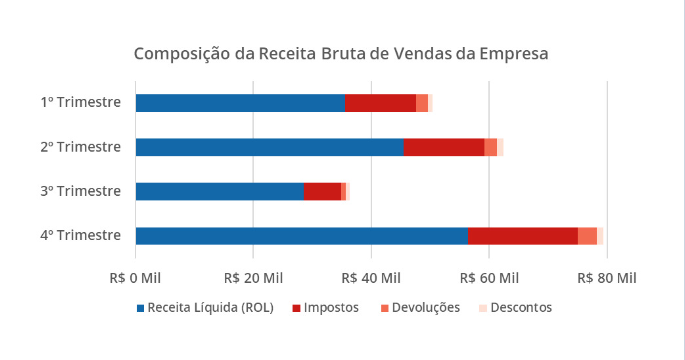 Composição da Receita Bruta de Vendas da Empresa
1º Trimestre
2º Trimestre
3º Trimestre
4º Trimestre
R$ 0 Mil R$ 20 Mil R$ 40 Mil R$ 60 Mil R$ 80 Mil
Receita Líquida (ROL) Impostos Devoluções Descontos